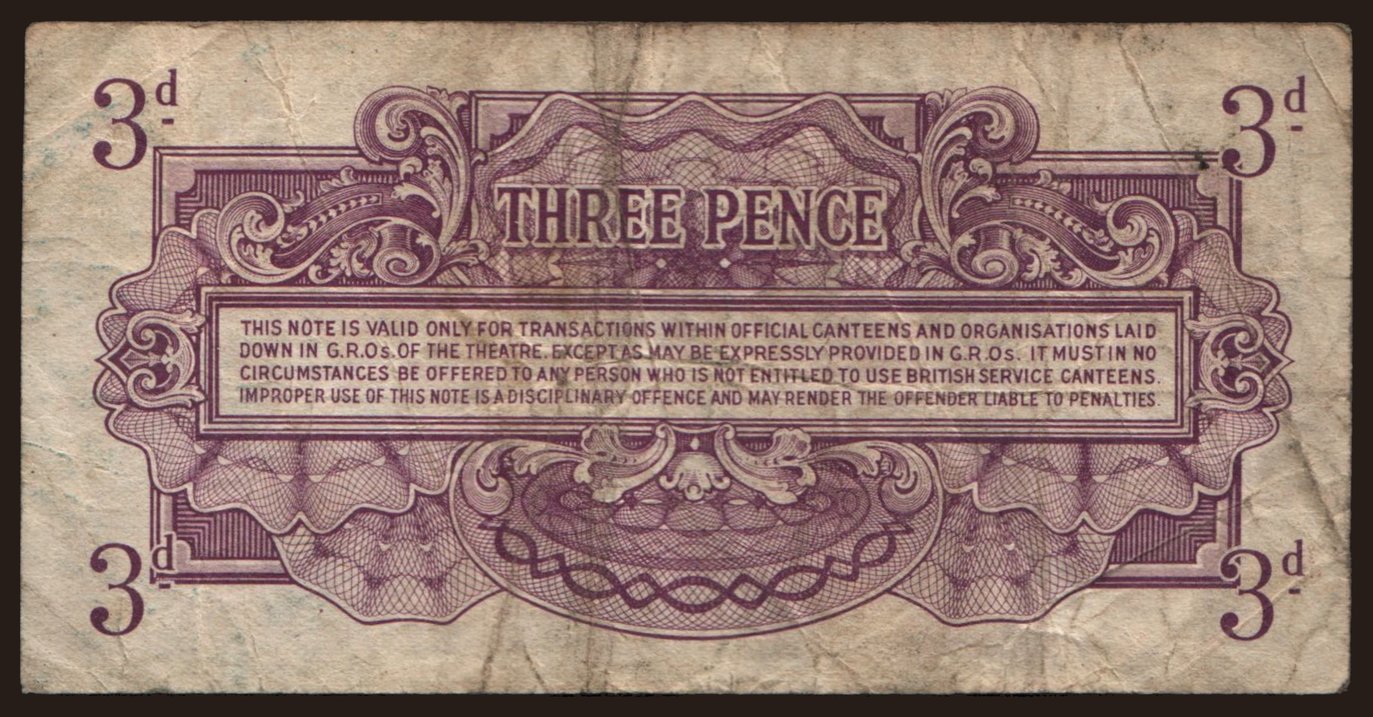 3d 3d
THREE PENCE
THIS NOTE IS VALID ONLY FOR TRANSACTIONS WITHIN OFFICIAL CANTEENS AND ORGANISATIONS LAID
DOWN IN G.R.Os. OF THE THEATRE. EXCEPT AS MAY BE EXPRESSLY PROVIDED IN G.R.Os. IT MUST IN NO
CIRCUMSTANCES BE OFFERED TO ANY PERSON WHO IS NOT ENTITLED TO USE BRITISH SERVICE CANTEENS.
IMPROPER USE OF THIS NOTE IS A DISCIPLINARY OFFENCE AND MAY RENDER THE OFFENDER LIABLE TO PENALTIES.
3d 3d